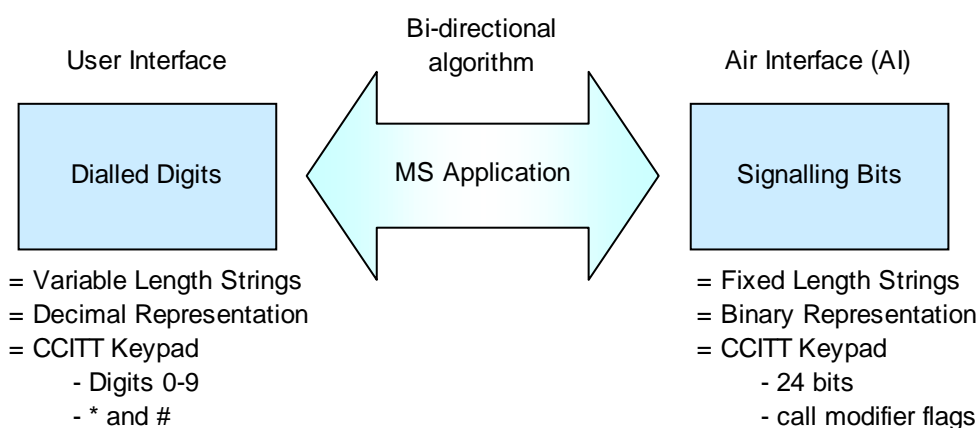 User Interface
Bi-directional
algorithm
Air Interface (AI)
Dialled Digits
MS Application
Signalling Bits
= Variable Length Strings
= Decimal Representation
= CCITT Keypad
- Digits 0-9
- * and #
= Fixed Length Strings
= Binary Representation
= CCITT Keypad
- 24 bits
- call modifier flags